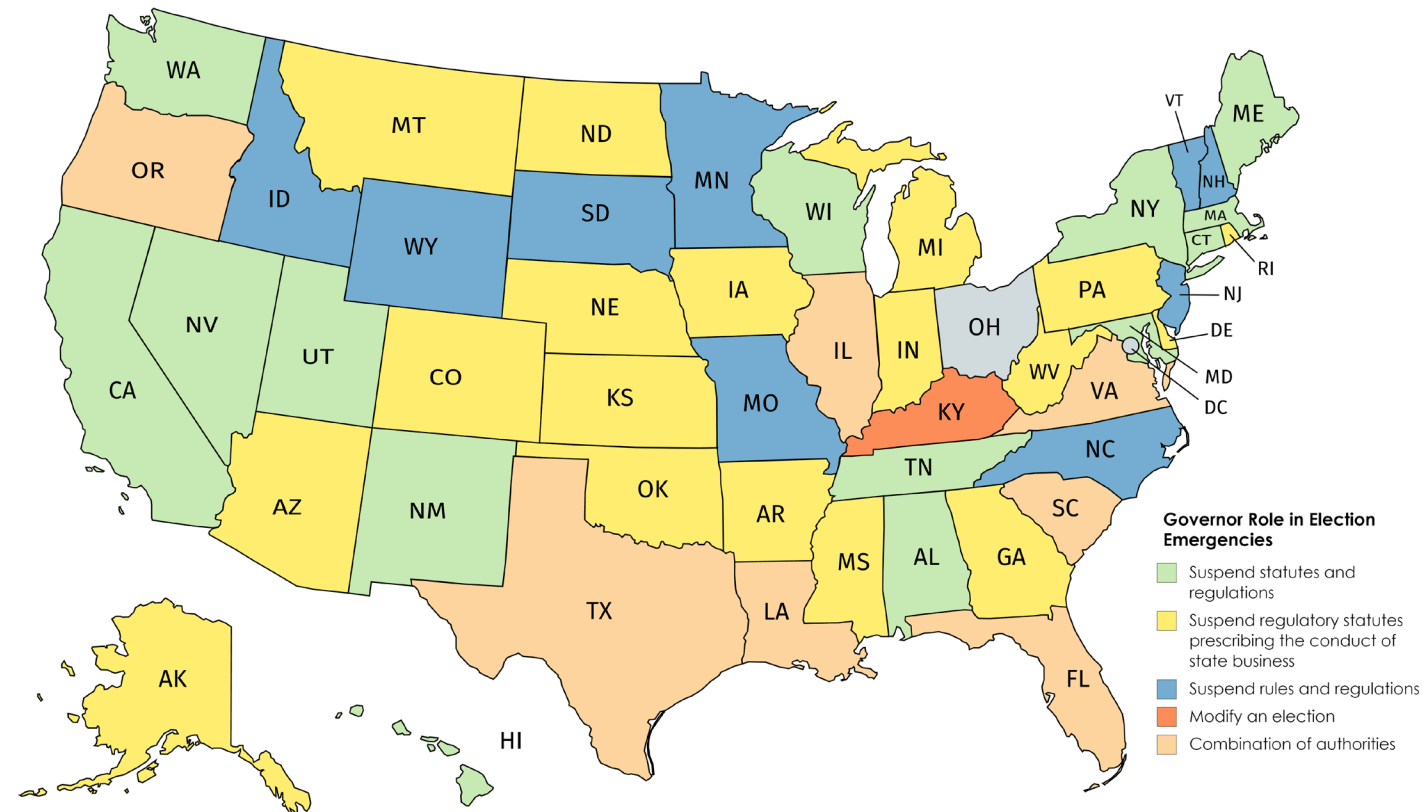 WA
VT
ME
MT
ND
OR
MN
ID
NH
SD
WI
NY
MA
WY
CT
MI
RI
IA
PA
NJ
NE
NV
OH
DE
IL
IN
UT
WV
CO
MD
CA
VA
KS
MO
KY
DC
NC
TN
OK
AZ
NM
AR
SC
Governor Role in Election
Emergencies
MS
AL
GA
Suspend statutes and
regulations
TX
LA
Suspend regulatory statutes
prescribing the conduct of
state business
AK
FL
Suspend rules and regulations
Modify an election
HI
Combination of authorities